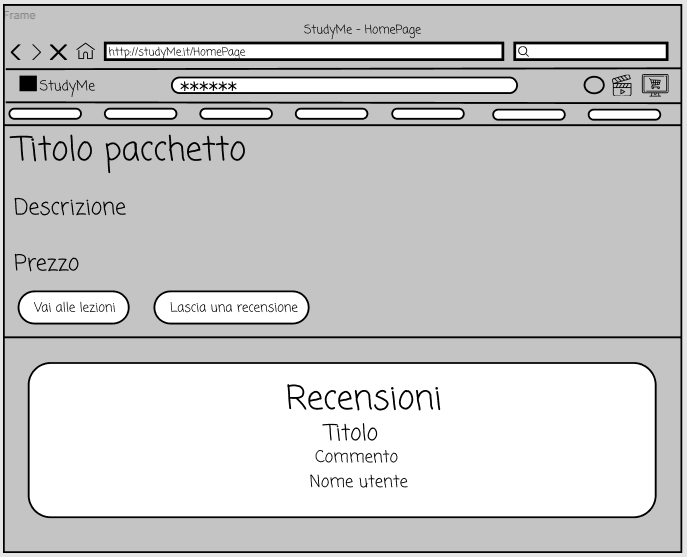 Frame
StudyMe - HomePage
http://studyMe.it/HomePage
StudyMe
******
Titolo pacchetto
Descrizione
Prezzo
Vai alle lezioni
Lascia una recensione
Recensioni
Titolo
Commento
Nome utente